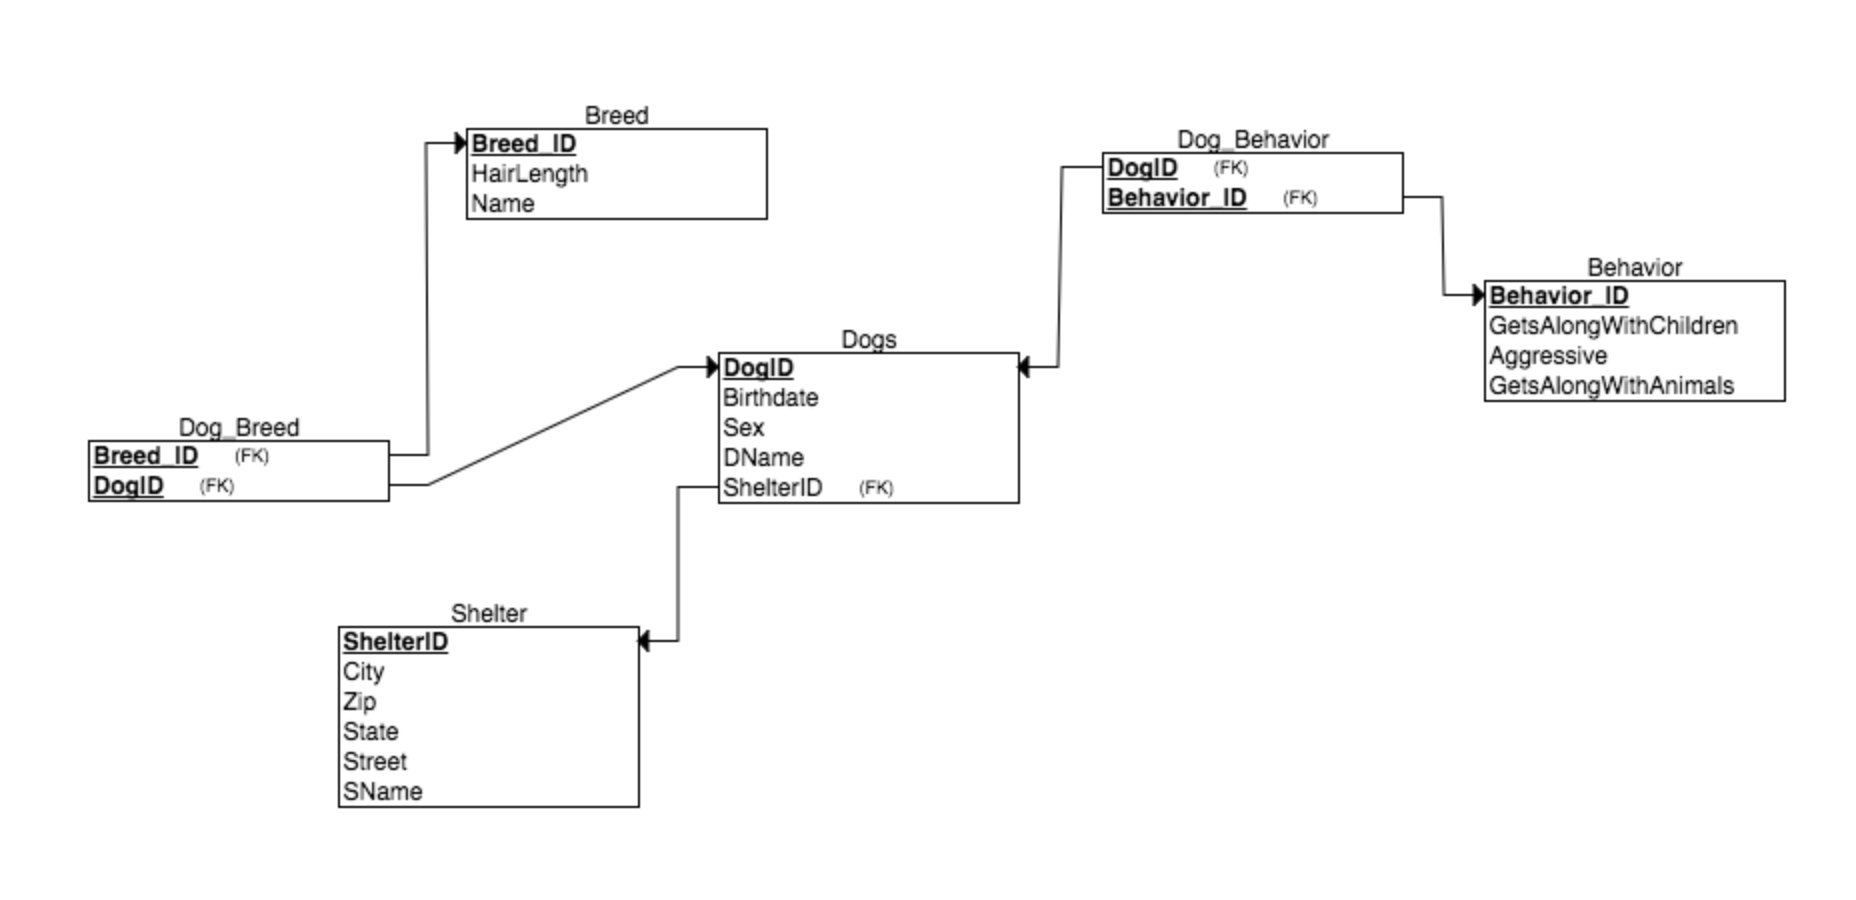 Breed
Breed_ID
HairLength
Name
Dog_Behavior
DogID (FK)
Behavior_ID (FK)
Behavior
Behavior_ID
GetsAlongWithChildren
Aggressive
GetsAlongWithAnimals
Dogs
DogID
Birthdate
Sex
DName
ShelterID (FK)
Dog_Breed
Breed_ID (FK)
DogID (FK)
Shelter
ShelterID
City
Zip
State
Street
SName